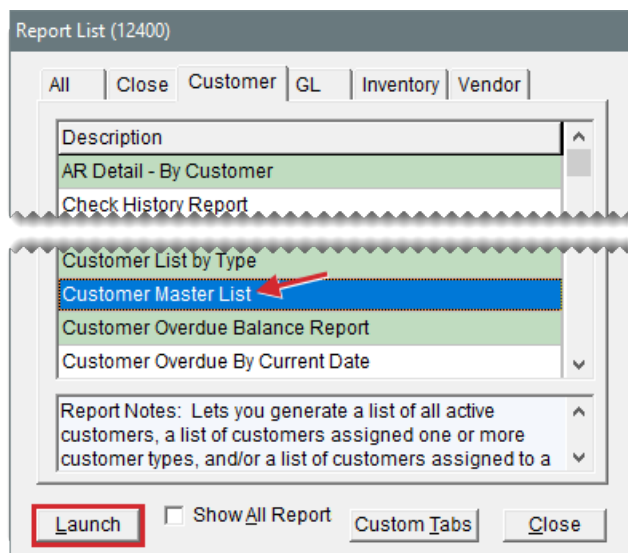 Report List (12400)
All Close Customer GL Inventory Vendor
Description
AR Detail - By Customer
Check History Report
Customer List by Type
Customer Master List
Customer Overdue Balance Report
Customer Overdue By Current Date
Report Notes: Lets you generate a list of all active
customers, a list of customers assigned one or more
customer types, and/or a list of customers assigned to a
Launch Show All Report Custom Tabs Close